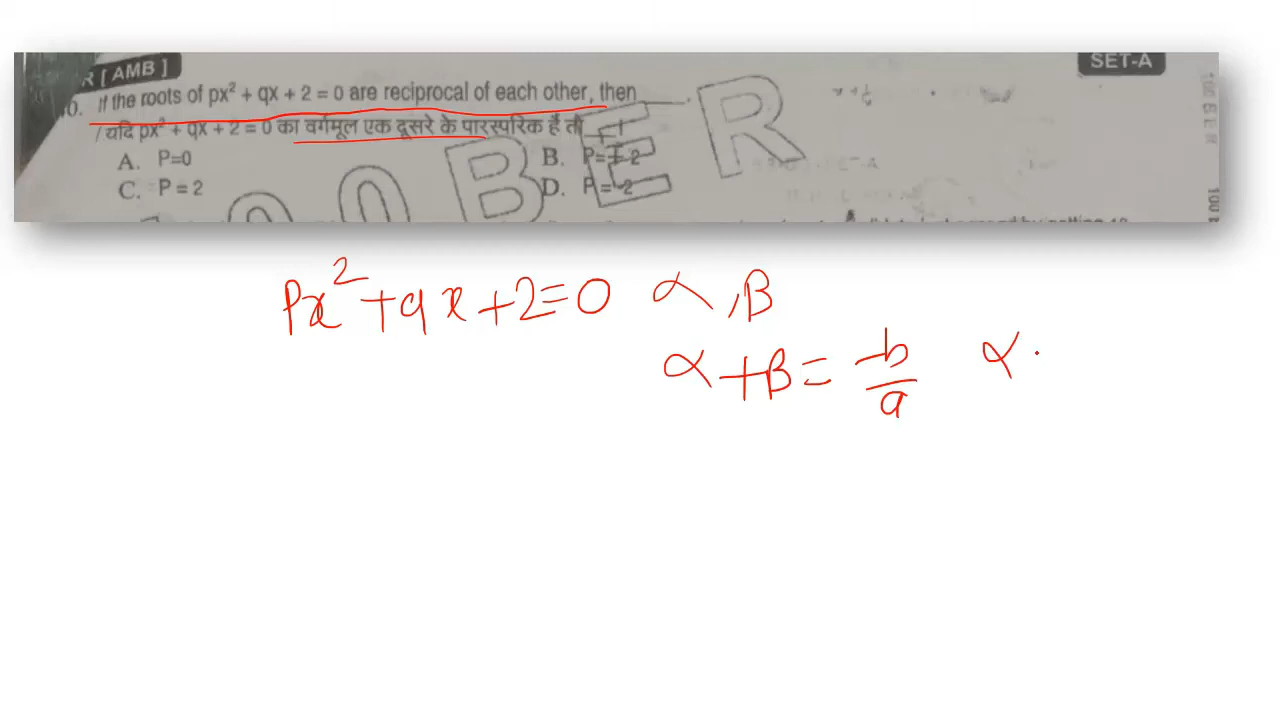 R [ AMB ]
SET-A
0. If the roots of px² + qx + 2 = 0 are reciprocal of each other, then
/ यदि px² + qx + 2 = 0 का वर्गमूल एक दूसरे के पारस्परिक हैं तो
A. P=0
B. P=+2
C. P = 2
D. P = -2
100BER
Px² + qx + 2 = 0 α , β
α + β = -b/a α .